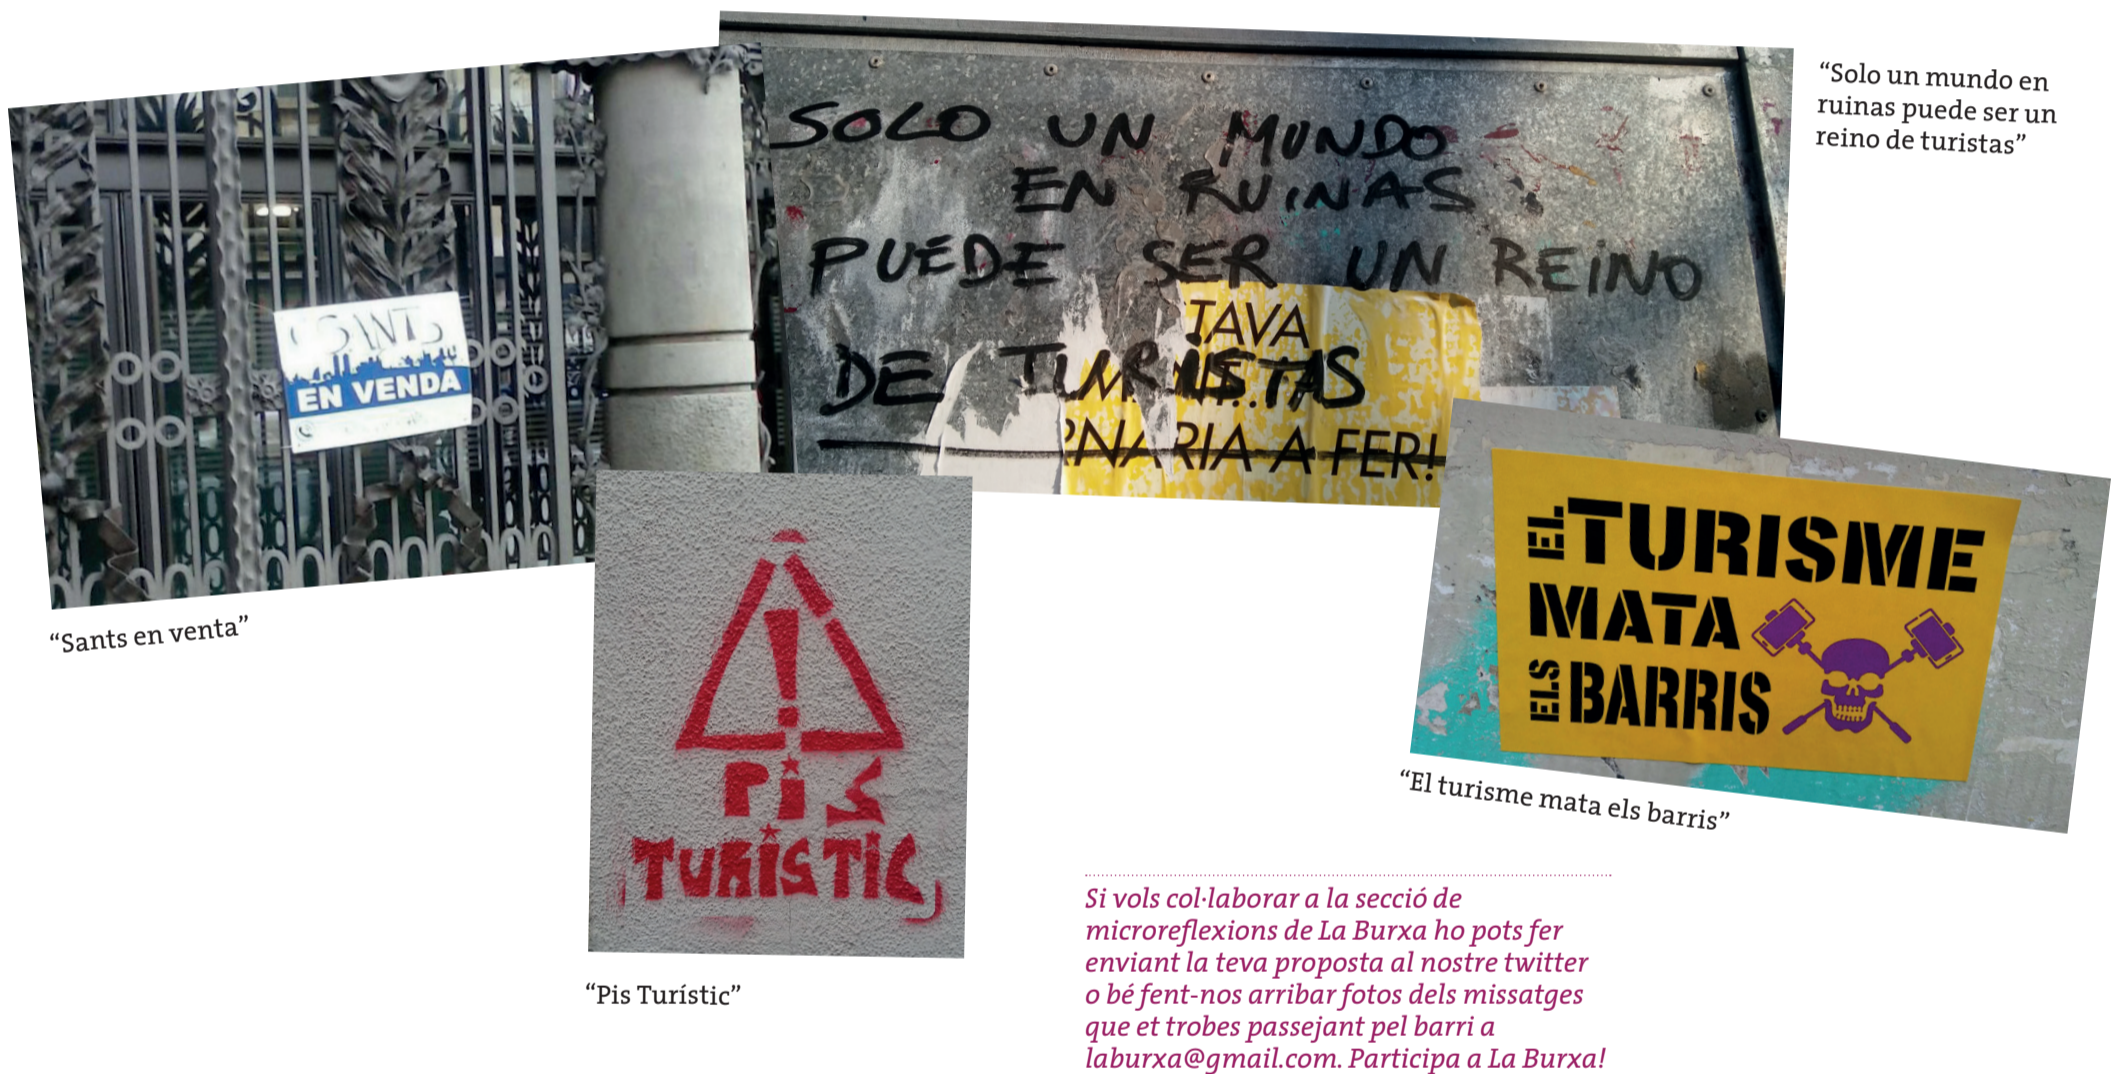 SANTS
EN VENDA
“Sants en venta”
SOLO UN MUNDO
EN RUINAS
PUEDE SER UN REINO
DE TURISTAS
TAVA
RNARIA A FER!
“Solo un mundo en
ruinas puede ser un
reino de turistas”
PiS
TURiSTiC
“Pis Turístic”
EL TURISME
MATA
ELS BARRIS
“El turisme mata els barris”
Si vols col·laborar a la secció de
microreflexions de La Burxa ho pots fer
enviant la teva proposta al nostre twitter
o bé fent-nos arribar fotos dels missatges
que et trobes passejant pel barri a
laburxa@gmail.com. Participa a La Burxa!